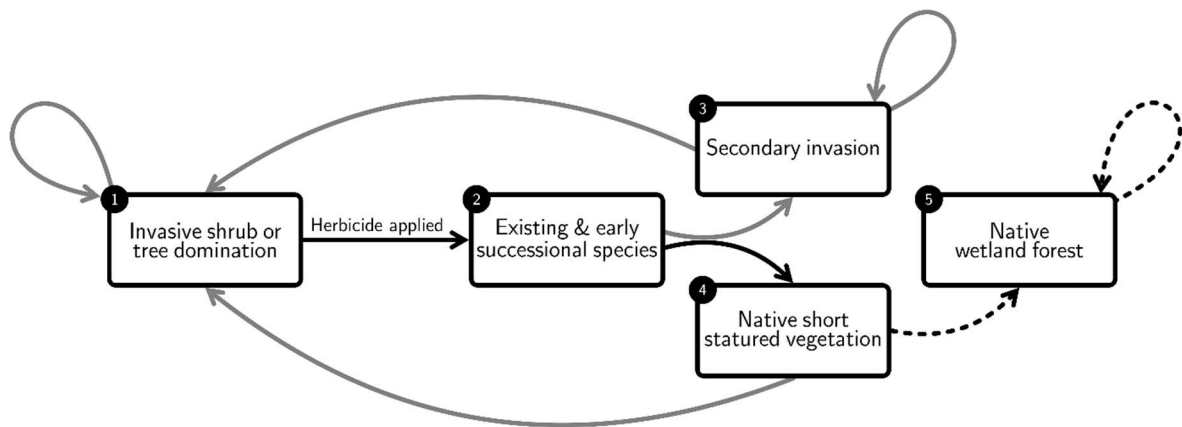 3
Secondary invasion
1
Invasive shrub or
tree domination
Herbicide applied
2
Existing & early
successional species
5
Native
wetland forest
4
Native short
statured vegetation